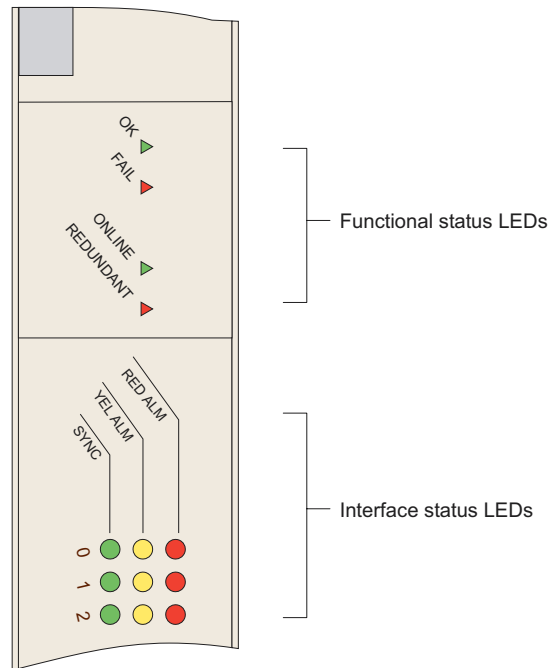 OK
FAIL
Functional status LEDs
ONLINE
REDUNDANT
RED ALM
YEL ALM
SYNC
Interface status LEDs
0
1
2